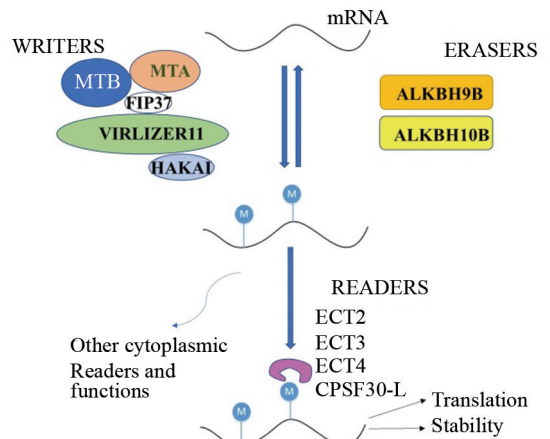 mRNA
WRITERS
ERASERS
MTB
MTA
FIP37
VIRLIZER11
HAKAI
ALKBH9B
ALKBH10B
M
M
READERS
ECT2
ECT3
ECT4
CPSF30-L
Other cytoplasmic
Readers and
functions
M
M
Translation
Stability